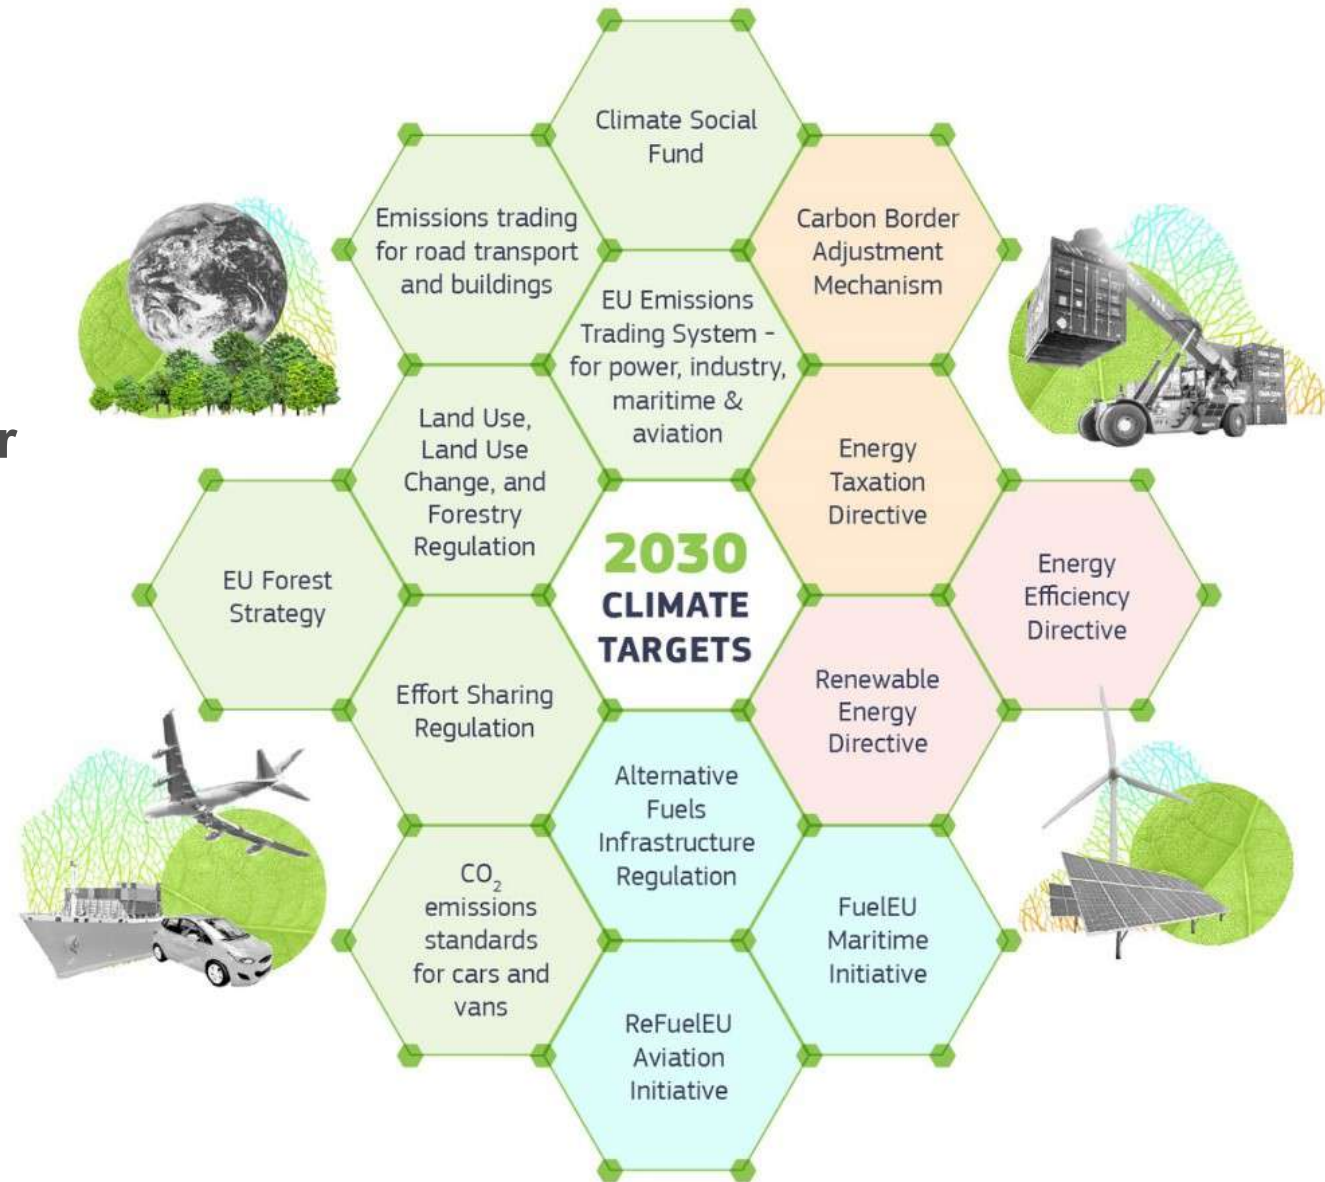 Climate Social
Fund
Emissions trading
for road transport
and buildings
Carbon Border
Adjustment
Mechanism
EU Emissions
Trading System -
for power, industry,
maritime &
aviation
Land Use,
Land Use
Change, and
Forestry
Regulation
Energy
Taxation
Directive
r
2030
CLIMATE
TARGETS
EU Forest
Strategy
Energy
Efficiency
Directive
Effort Sharing
Regulation
Renewable
Energy
Directive
Alternative
Fuels
Infrastructure
Regulation
CO2
emissions
standards
for cars and
vans
FuelEU
Maritime
Initiative
ReFuelEU
Aviation
Initiative